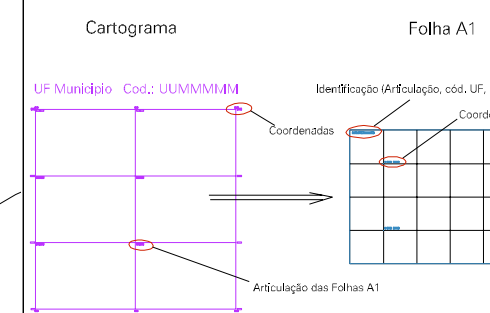 Cartograma
Folha A1
UF Municipio Cod.: UUMMMMM
Identificação (Articulação, cód. UF,
Coordenadas
Articulação das Folhas A1